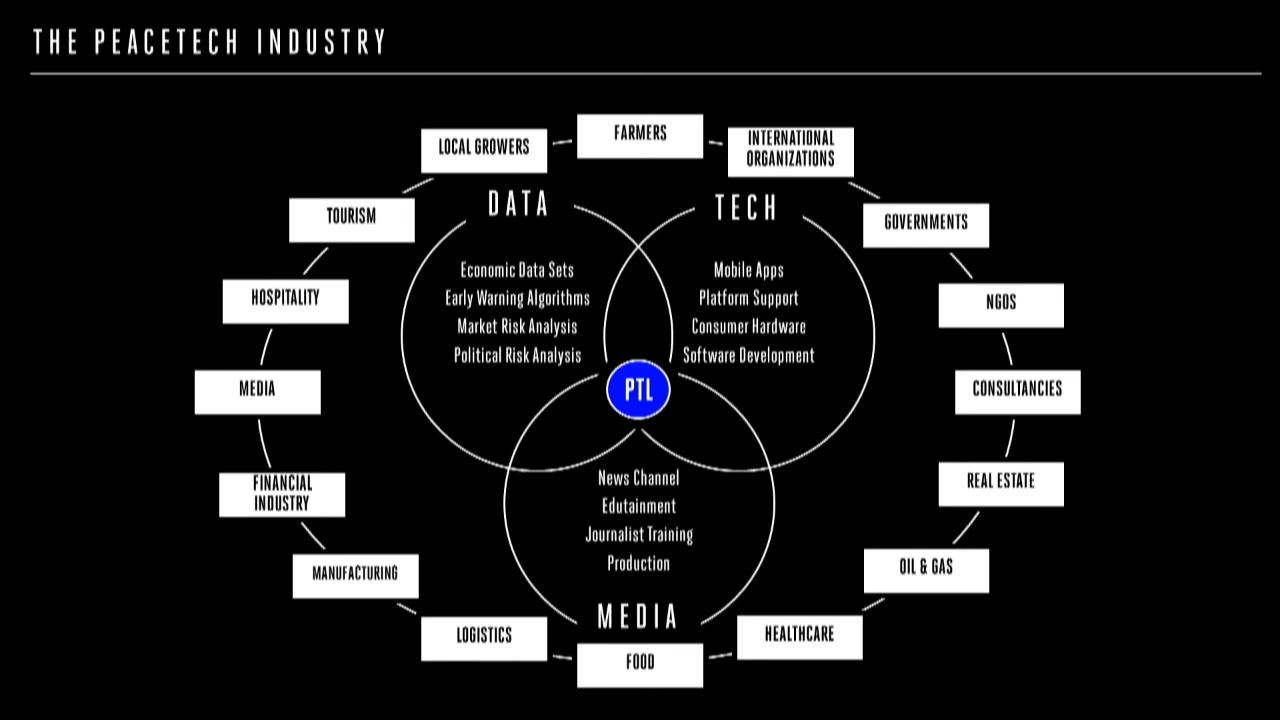 THE PEACETECH INDUSTRY
FARMERS
LOCAL GROWERS
INTERNATIONAL
ORGANIZATIONS
TOURISM
GOVERNMENTS
HOSPITALITY
NGOS
MEDIA
CONSULTANCIES
FINANCIAL
INDUSTRY
REAL ESTATE
MANUFACTURING
OIL & GAS
LOGISTICS
HEALTHCARE
FOOD
DATA
Economic Data Sets
Early Warning Algorithms
Market Risk Analysis
Political Risk Analysis
TECH
Mobile Apps
Platform Support
Consumer Hardware
Software Development
PTL
News Channel
Edutainment
Journalist Training
Production
MEDIA